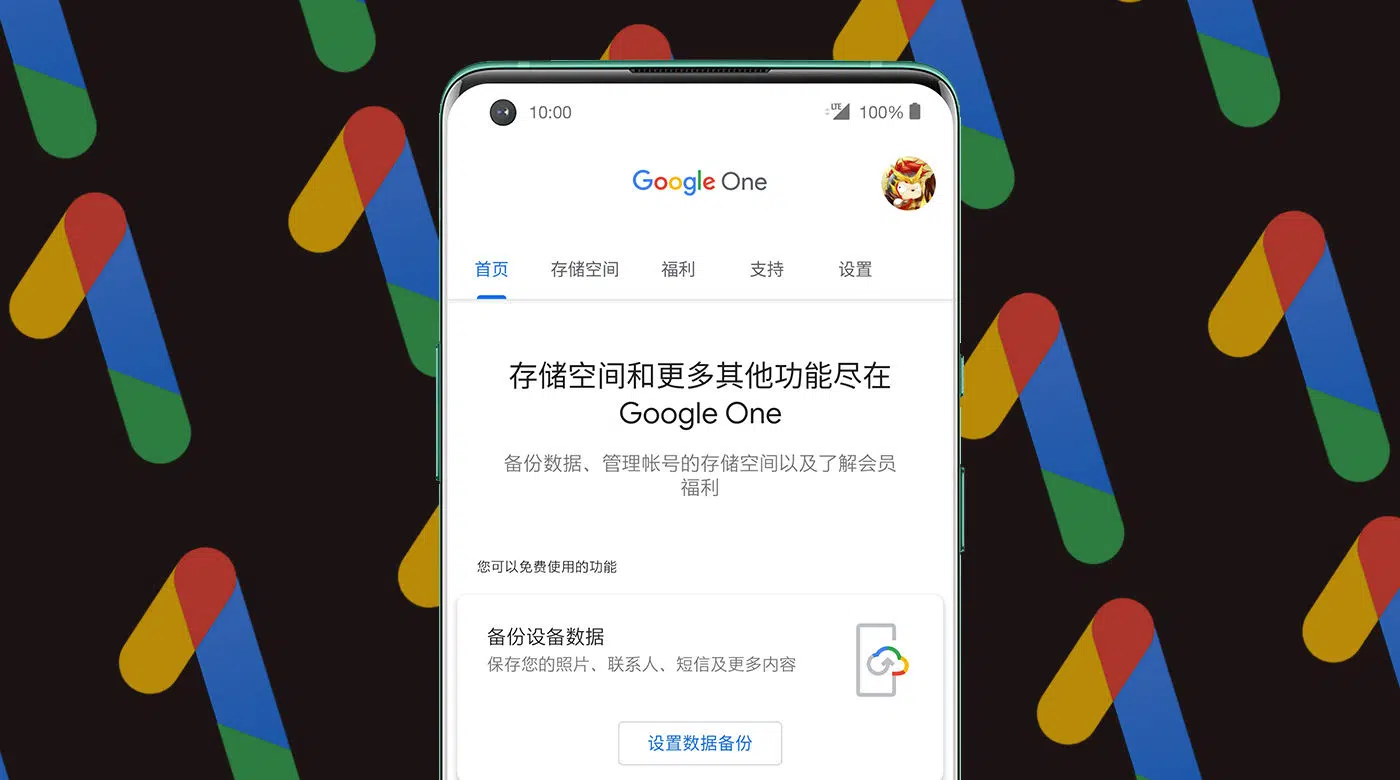 10:00
LTE 100%
Google One
首页 存储空间 福利 支持 设置
存储空间和更多其他功能尽在
Google One
备份数据、管理帐号的存储空间以及了解会员
福利
您可以免费使用的功能
备份设备数据
保存您的照片、联系人、短信及更多内容
设置数据备份